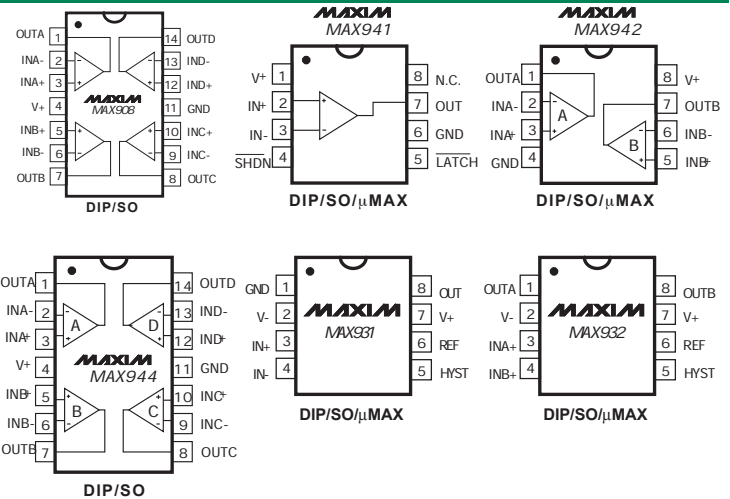 OUTA 1 14 OUTD
INA- 2 13 IND-
INA+ 3 12 IND+
V+ 4 MAXIM MAX908 11 GND
INB+ 5 10 INC+
INB- 6 9 INC-
OUTB 7 8 OUTC
DIP/SO
MAXIM
MAX941
V+ 1 8 N.C.
IN+ 2 7 OUT
IN- 3 6 GND
SHDN 4 5 LATCH
DIP/SO/μMAX
MAXIM
MAX942
OUTA 1 8 V+
INA- 2 A 7 OUTB
INA+ 3 B 6 INB-
GND 4 5 INB+
DIP/SO/μMAX
OUTA 1 14 OUTD
INA- 2 A D 13 IND-
INA+ 3 12 IND+
V+ 4 MAXIM MAX944 11 GND
INB+ 5 B C 10 INC+
INB- 6 9 INC-
OUTB 7 8 OUTC
DIP/SO
GND 1 8 OUT
V- 2 MAXIM 7 V+
IN+ 3 MAX931 6 REF
IN- 4 5 HYST
DIP/SO/μMAX
OUTA 1 8 OUTB
V- 2 MAXIM 7 V+
INA+ 3 MAX932 6 REF
INB+ 4 5 HYST
DIP/SO/μMAX